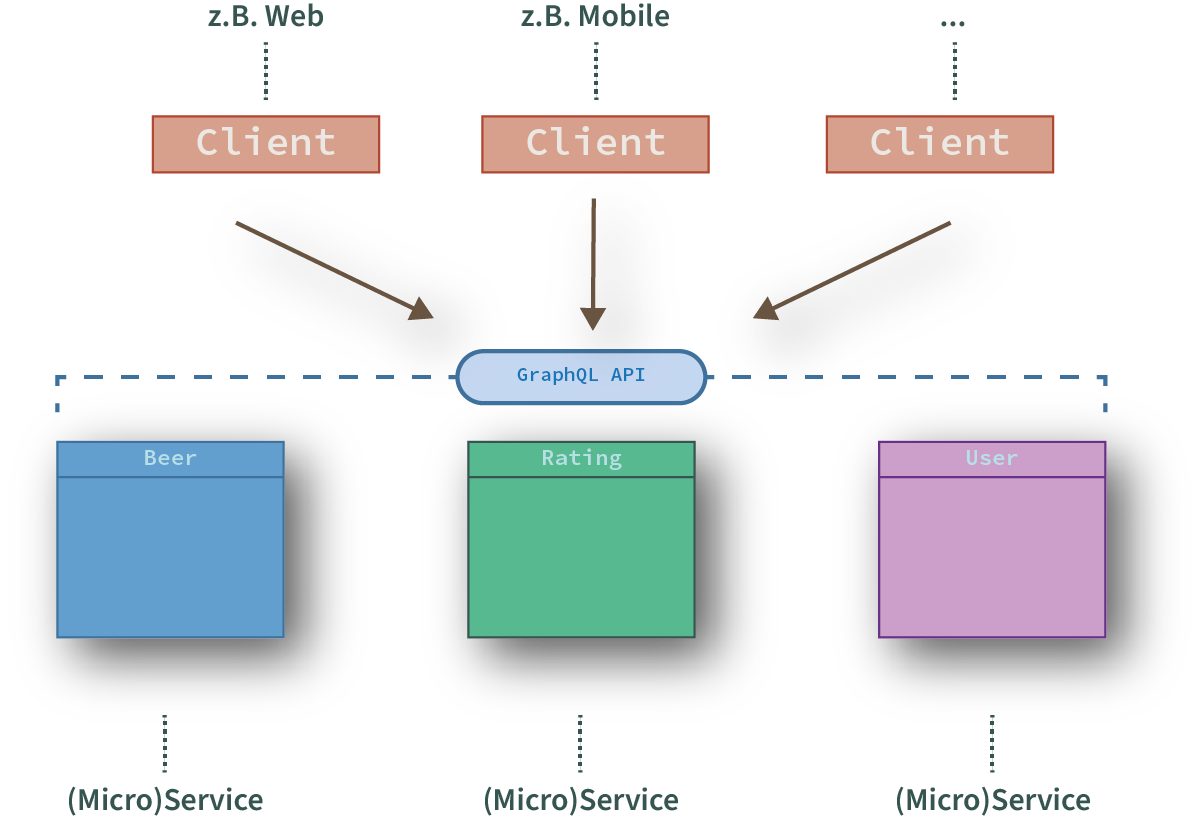 z.B. Web
z.B. Mobile
...
Client
Client
Client
GraphQL API
Beer
Rating
User
(Micro)Service
(Micro)Service
(Micro)Service